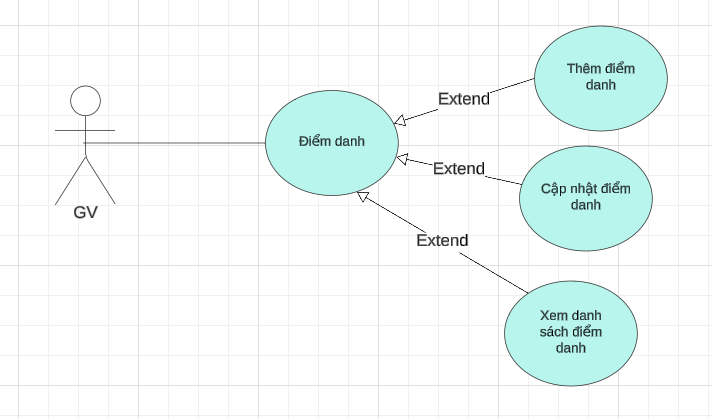 Thêm điểm
danh
Extend
Điểm danh
Extend
Cập nhật điểm
danh
GV
Extend
Xem danh
sách điểm
danh